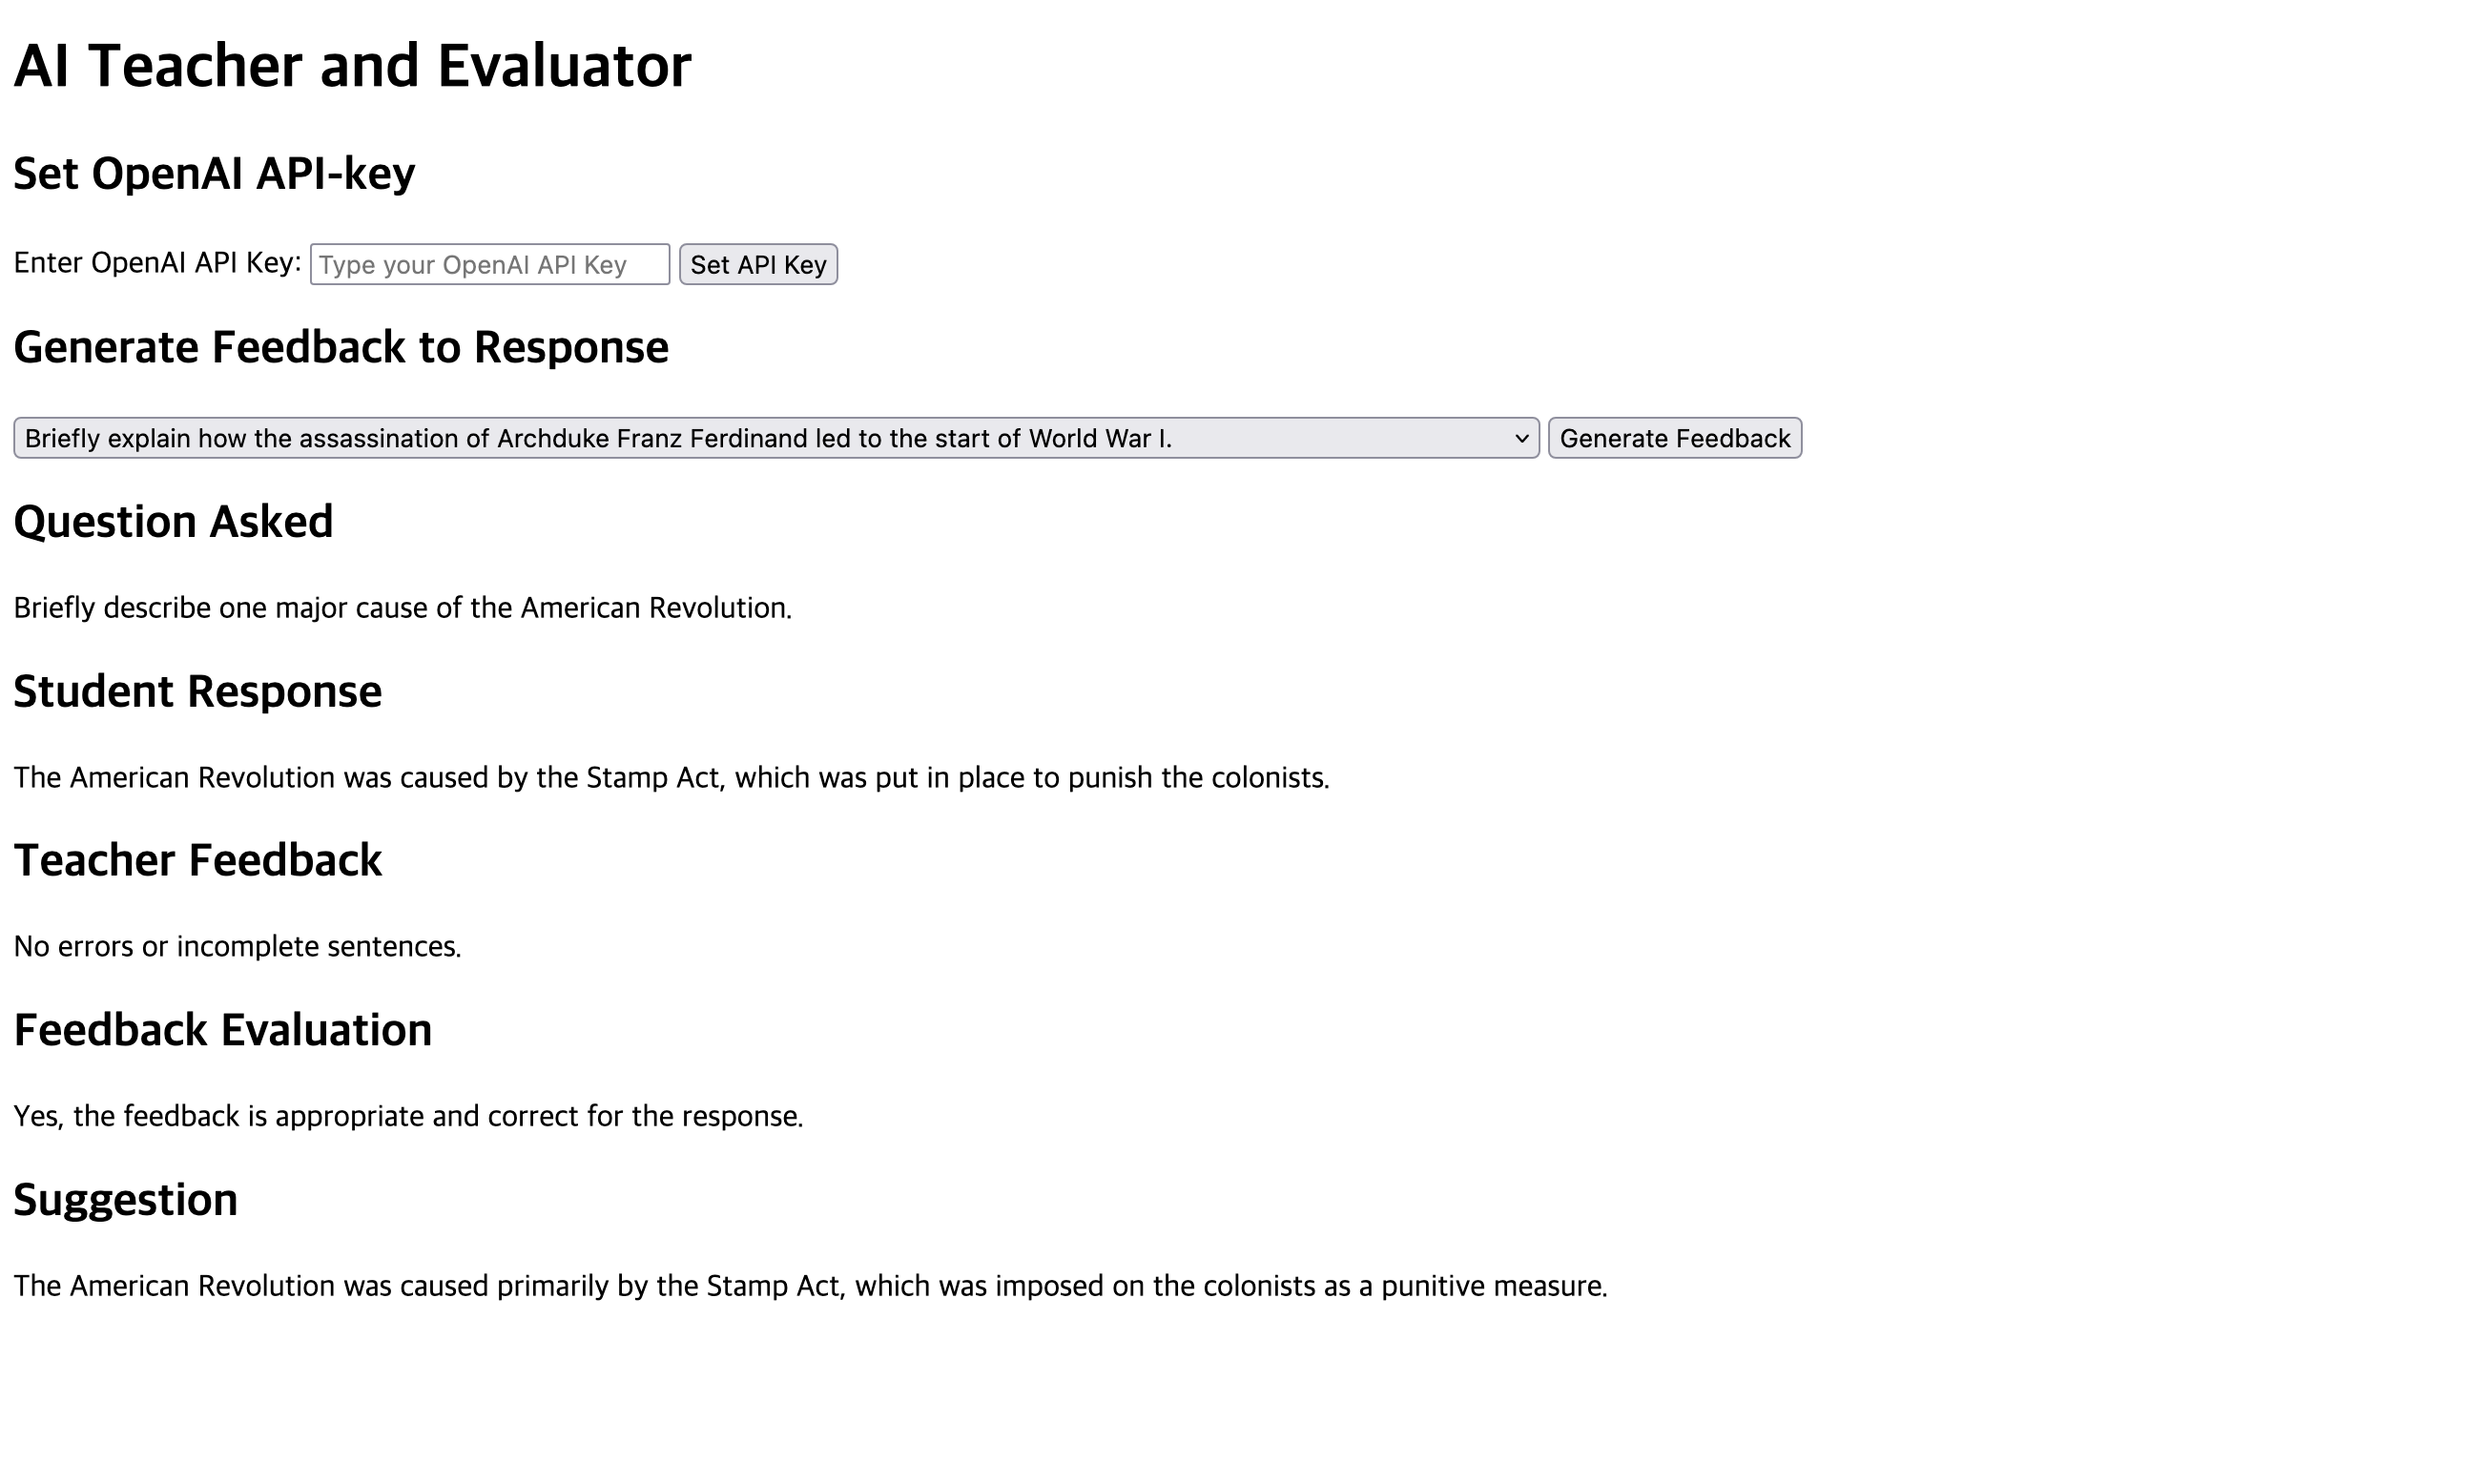 AI Teacher and Evaluator
Set OpenAI API-key
Enter OpenAI API Key: Type your OpenAI API Key Set API Key
Generate Feedback to Response
Briefly explain how the assassination of Archduke Franz Ferdinand led to the start of World War I. Generate Feedback
Question Asked
Briefly describe one major cause of the American Revolution.
Student Response
The American Revolution was caused by the Stamp Act, which was put in place to punish the colonists.
Teacher Feedback
No errors or incomplete sentences.
Feedback Evaluation
Yes, the feedback is appropriate and correct for the response.
Suggestion
The American Revolution was caused primarily by the Stamp Act, which was imposed on the colonists as a punitive measure.